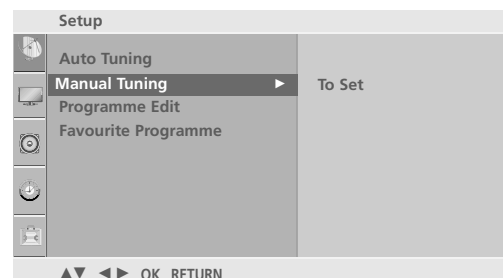 Setup
Auto Tuning
Manual Tuning ► To Set
Programme Edit
Favourite Programme
▲▼ ◄► OK RETURN